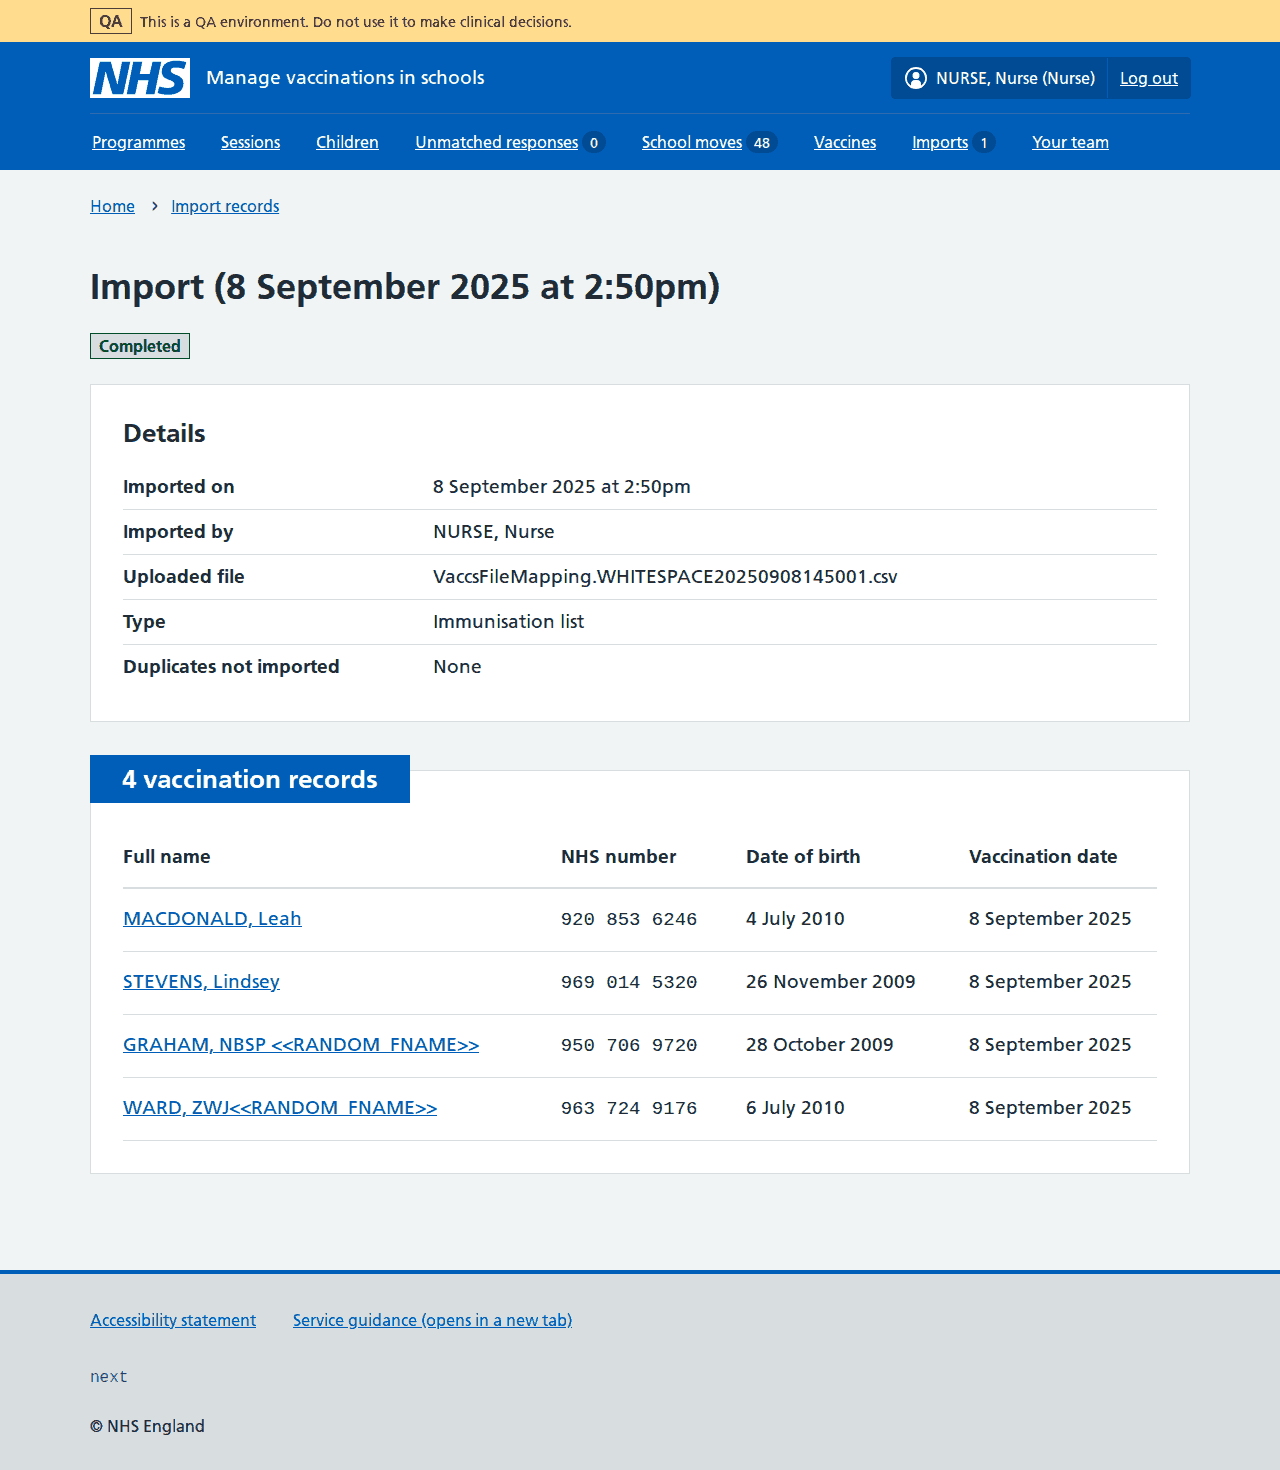 QA This is a QA environment. Do not use it to make clinical decisions.
NHS Manage vaccinations in schools NURSE, Nurse (Nurse) Log out
Programmes Sessions Children Unmatched responses 0 School moves 48 Vaccines Imports 1 Your team
Home Import records
Import (8 September 2025 at 2:50pm)
Completed
Details
Imported on 8 September 2025 at 2:50pm
Imported by NURSE, Nurse
Uploaded file VaccsFileMapping.WHITESPACE20250908145001.csv
Type Immunisation list
Duplicates not imported None
4 vaccination records
Full name NHS number Date of birth Vaccination date
MACDONALD, Leah 920 853 6246 4 July 2010 8 September 2025
STEVENS, Lindsey 969 014 5320 26 November 2009 8 September 2025
GRAHAM, NBSP <<RANDOM_FNAME>> 950 706 9720 28 October 2009 8 September 2025
WARD, ZWJ<<RANDOM_FNAME>> 963 724 9176 6 July 2010 8 September 2025
Accessibility statement Service guidance (opens in a new tab)
next
© NHS England